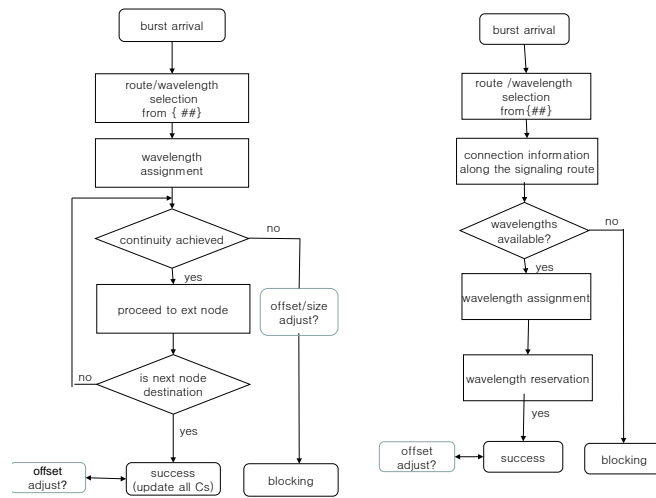 burst arrival
route/wavelength
selection
from { ##}
wavelength
assignment
continuity achieved
no
yes
proceed to ext node
offset/size
adjust?
no
is next node
destination
yes
offset
adjust?
success
(update all Cs)
blocking
burst arrival
route /wavelength
selection
from{##}
connection information
along the signaling route
wavelengths
available?
no
yes
wavelength assignment
wavelength reservation
yes
offset
adjust?
success
blocking